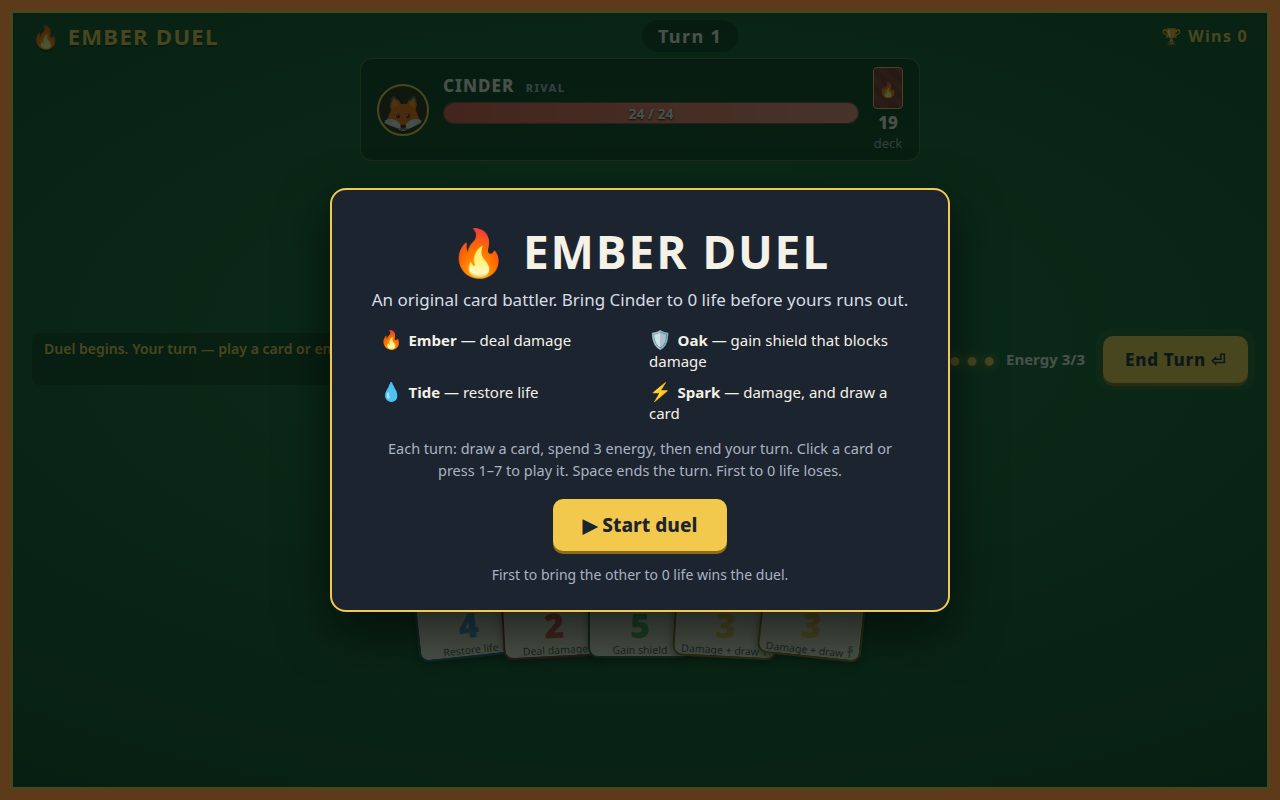 EMBER DUEL
Turn 1
Wins 0
CINDER RIVAL
24 / 24
19
deck
EMBER DUEL
An original card battler. Bring Cinder to 0 life before yours runs out.
Ember — deal damage
Oak — gain shield that blocks
damage
Tide — restore life
Spark — damage, and draw a
card
Each turn: draw a card, spend 3 energy, then end your turn. Click a card or
press 1–7 to play it. Space ends the turn. First to 0 life loses.
▶ Start duel
First to bring the other to 0 life wins the duel.
Duel begins. Your turn — play a card or
Energy 3/3
End Turn ⏎
4
Restore life
2
Deal damage
5
Gain shield
3
Damage + draw
3
Damage + draw